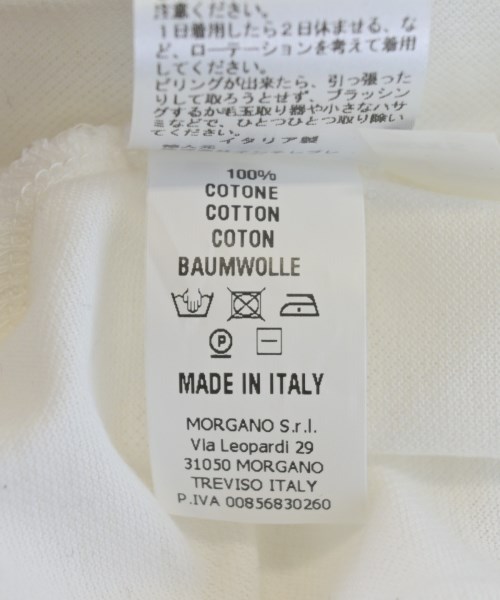 注意ください。
1日着用したら2日休ませる、な
ど、ローテーションを考えて着用
してください。
ピリングが出来たら、引っ張った
りして取ろうとせず、ブラッシン
グするか毛玉取り器や小さなハサ
ミなどで、ひとつひとつ取り除い
てください。
イタリア製
100%
COTONE
COTTON
COTON
BAUMWOLLE
P
MADE IN ITALY
MORGANO S.r.l.
Via Leopardi 29
31050 MORGANO
TREVISO ITALY
P.IVA 00856830260